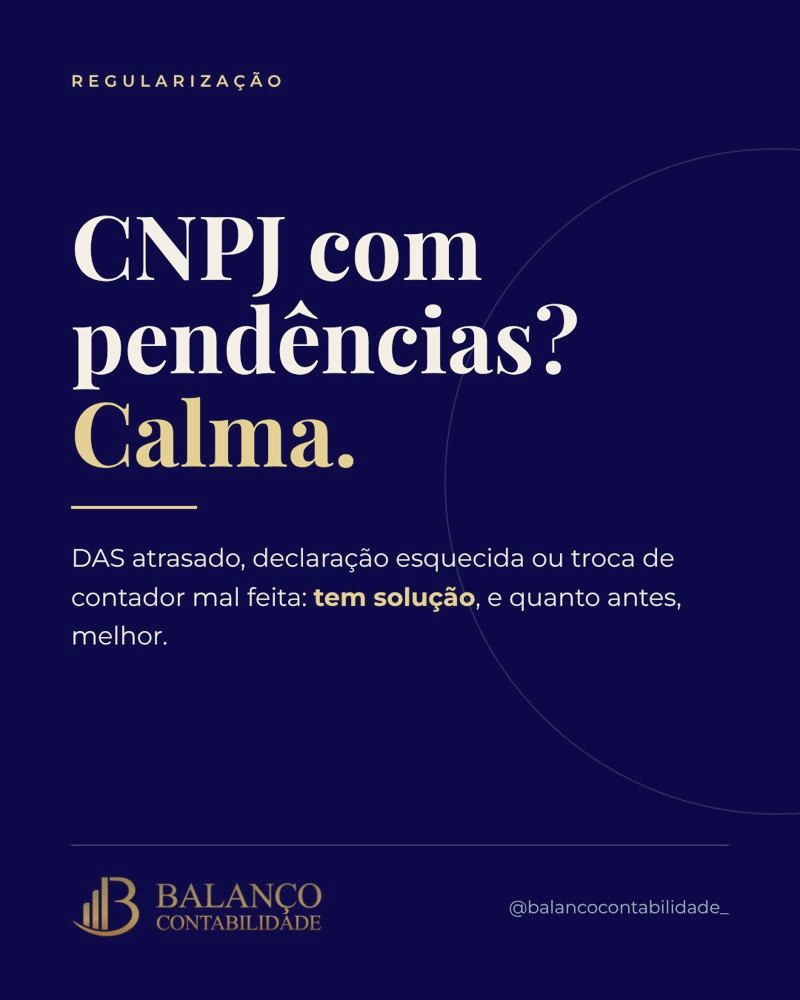 REGULARIZAÇÃO
CNPJ com
pendências?
Calma.
DAS atrasado, declaração esquecida ou troca de
contador mal feita: tem solução, e quanto antes,
melhor.
BALANÇO
CONTABILIDADE
@balancocontabilidade_